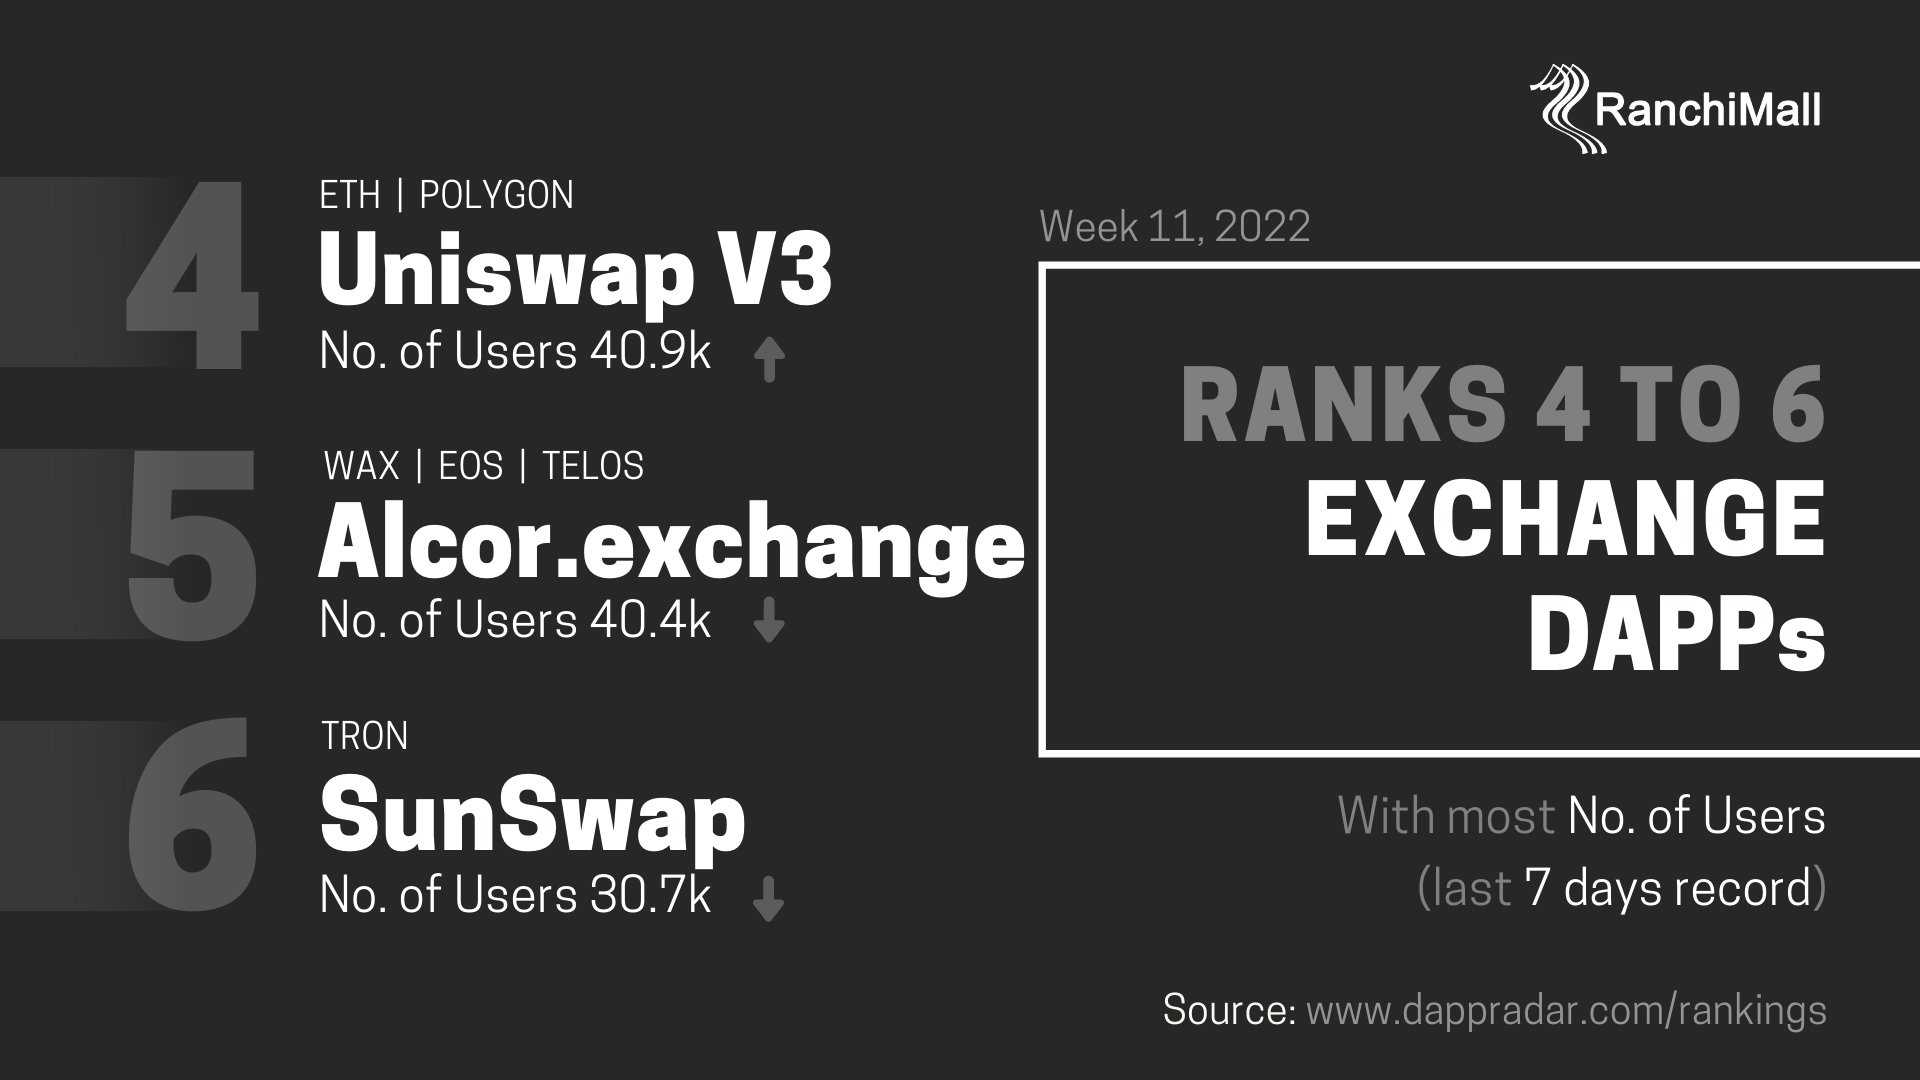 RanchiMall
4
ETH | POLYGON
Uniswap V3
No. of Users 40.9k
5
WAX | EOS | TELOS
Alcor.exchange
No. of Users 40.4k
6
TRON
SunSwap
No. of Users 30.7k
Week 11, 2022
RANKS 4 TO 6
EXCHANGE
DAPPs
With most No. of Users
(last 7 days record)
Source: www.dappradar.com/rankings